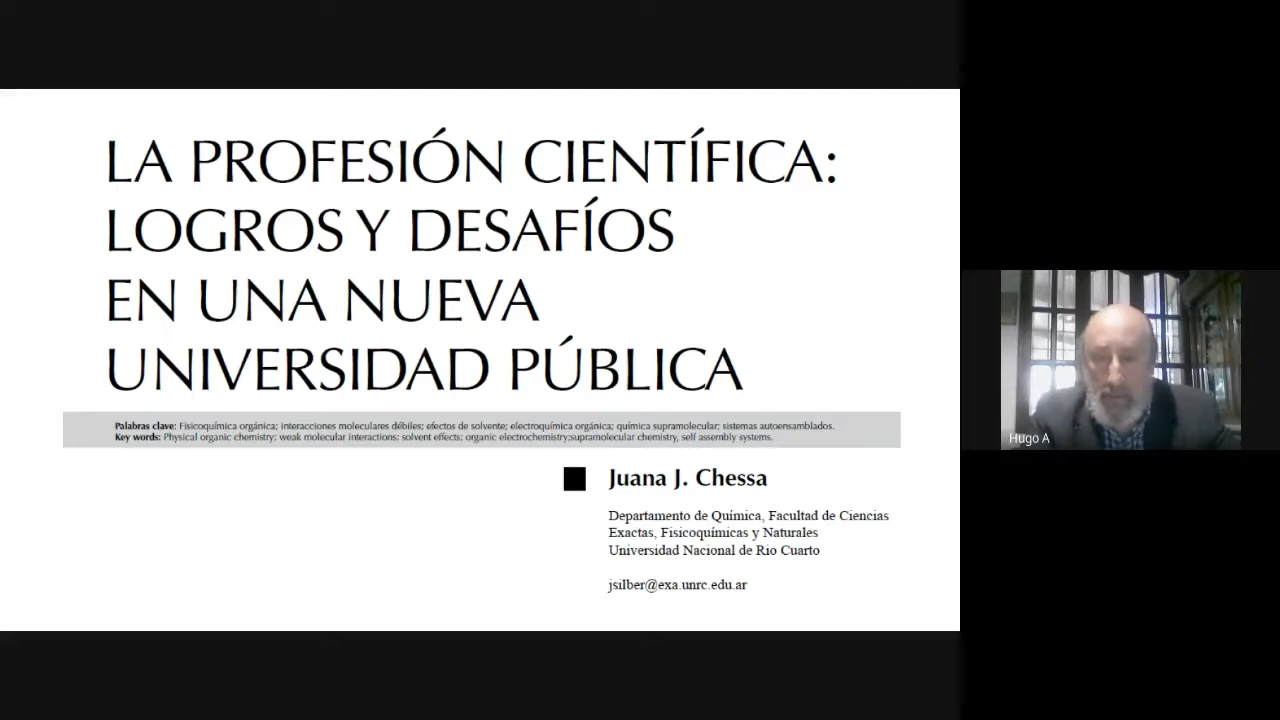 LA PROFESIÓN CIENTÍFICA:
LOGROS Y DESAFÍOS
EN UNA NUEVA
UNIVERSIDAD PÚBLICA
Palabras clave: Fisicoquímica orgánica; interacciones moleculares débiles; efectos de solvente; electroquímica orgánica; química supramolecular; sistemas autoensamblados.
Key words: Physical organic chemistry; weak molecular interactions; solvent effects; organic electrochemistry;supramolecular chemistry, self assembly systems.
Juana J. Chessa
Departamento de Química, Facultad de Ciencias
Exactas, Fisicoquímicas y Naturales
Universidad Nacional de Rio Cuarto
jsilber@exa.unrc.edu.ar
Hugo A